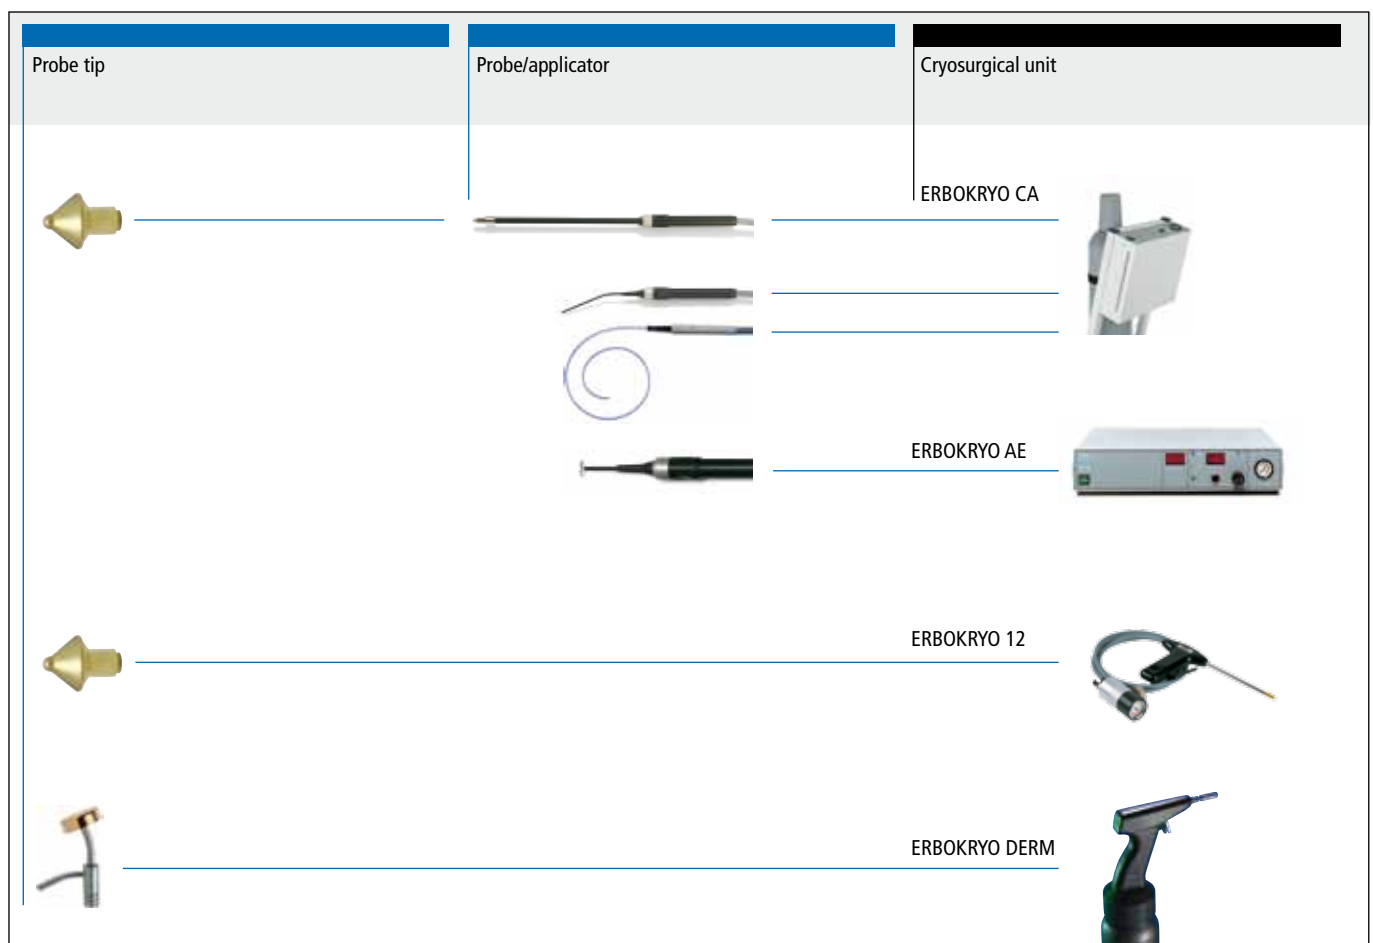 Probe tip
Probe/applicator
Cryosurgical unit
ERBOKRYO CA
ERBOKRYO AE
ERBOKRYO 12
ERBOKRYO DERM